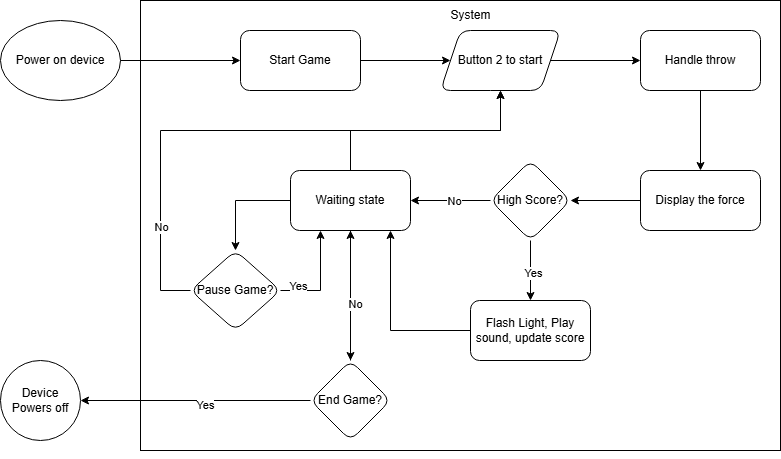 System
Power on device
Start Game
Button 2 to start
Handle throw
Waiting state
No
High Score?
Display the force
No
Pause Game?
Yes
Yes
No
Flash Light, Play
sound, update score
Device
Powers off
Yes
End Game?